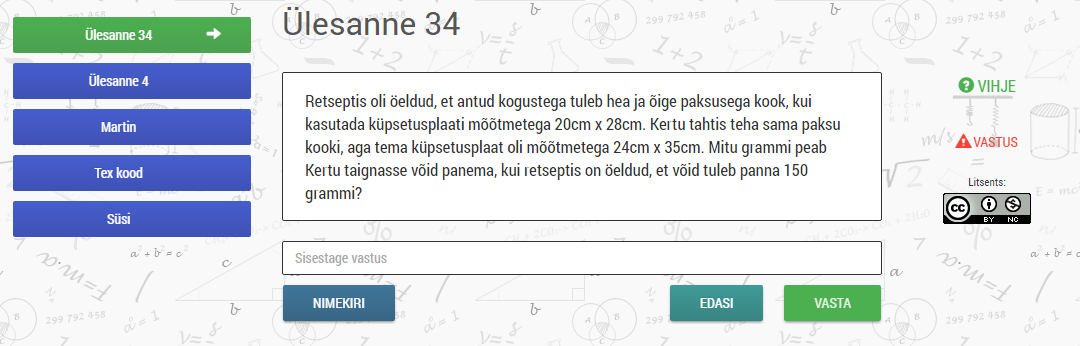 Ülesanne 34
Ülesanne 34
Ülesanne 4
Martin
Tex kood
Süsi
Retseptis oli öeldud, et antud kogustega tuleb hea ja õige paksusega kook, kui
kasutada küpsetusplaati mõõtmetega 20cm x 28cm. Kertu tahtis teha sama paksu
kooki, aga tema küpsetusplaat oli mõõtmetega 24cm x 35cm. Mitu grammi peab
Kertu taignasse võid panema, kui retseptis on öeldud, et võid tuleb panna 150
grammi?
Sisestage vastus
NIMEKIRI
EDASI
VASTA
VIHJE
VASTUS
Litsents:
CC BY NC